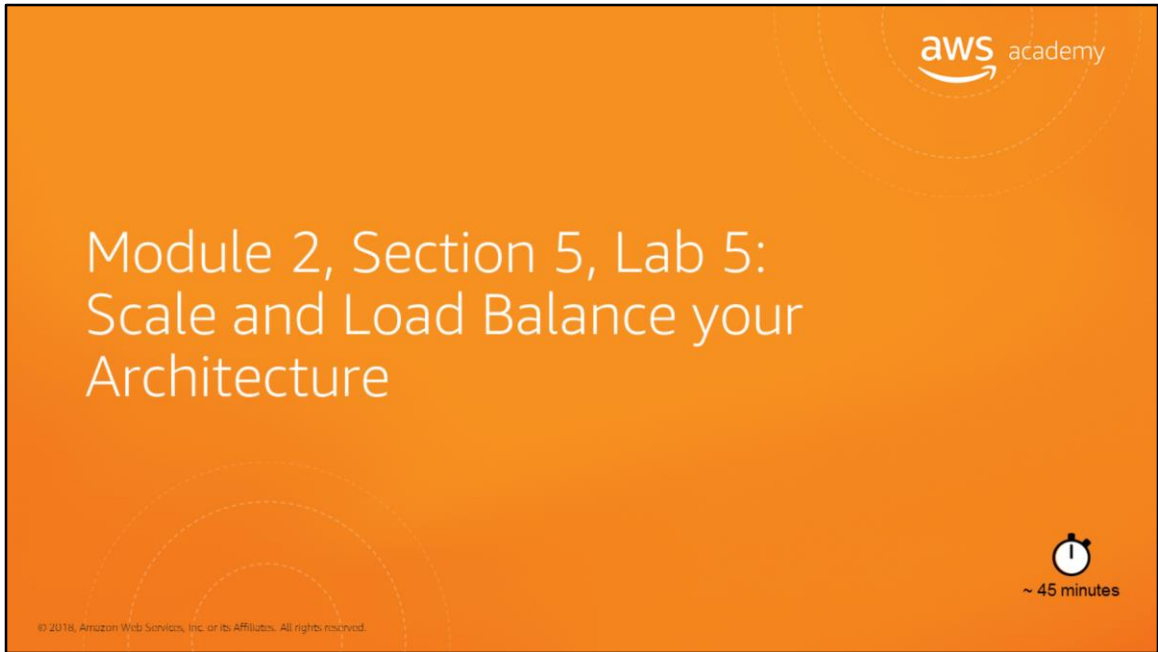 aws academy
Module 2, Section 5, Lab 5:
Scale and Load Balance your
Architecture
~ 45 minutes
© 2018, Amazon Web Services, Inc. or its Affiliates. All rights reserved.